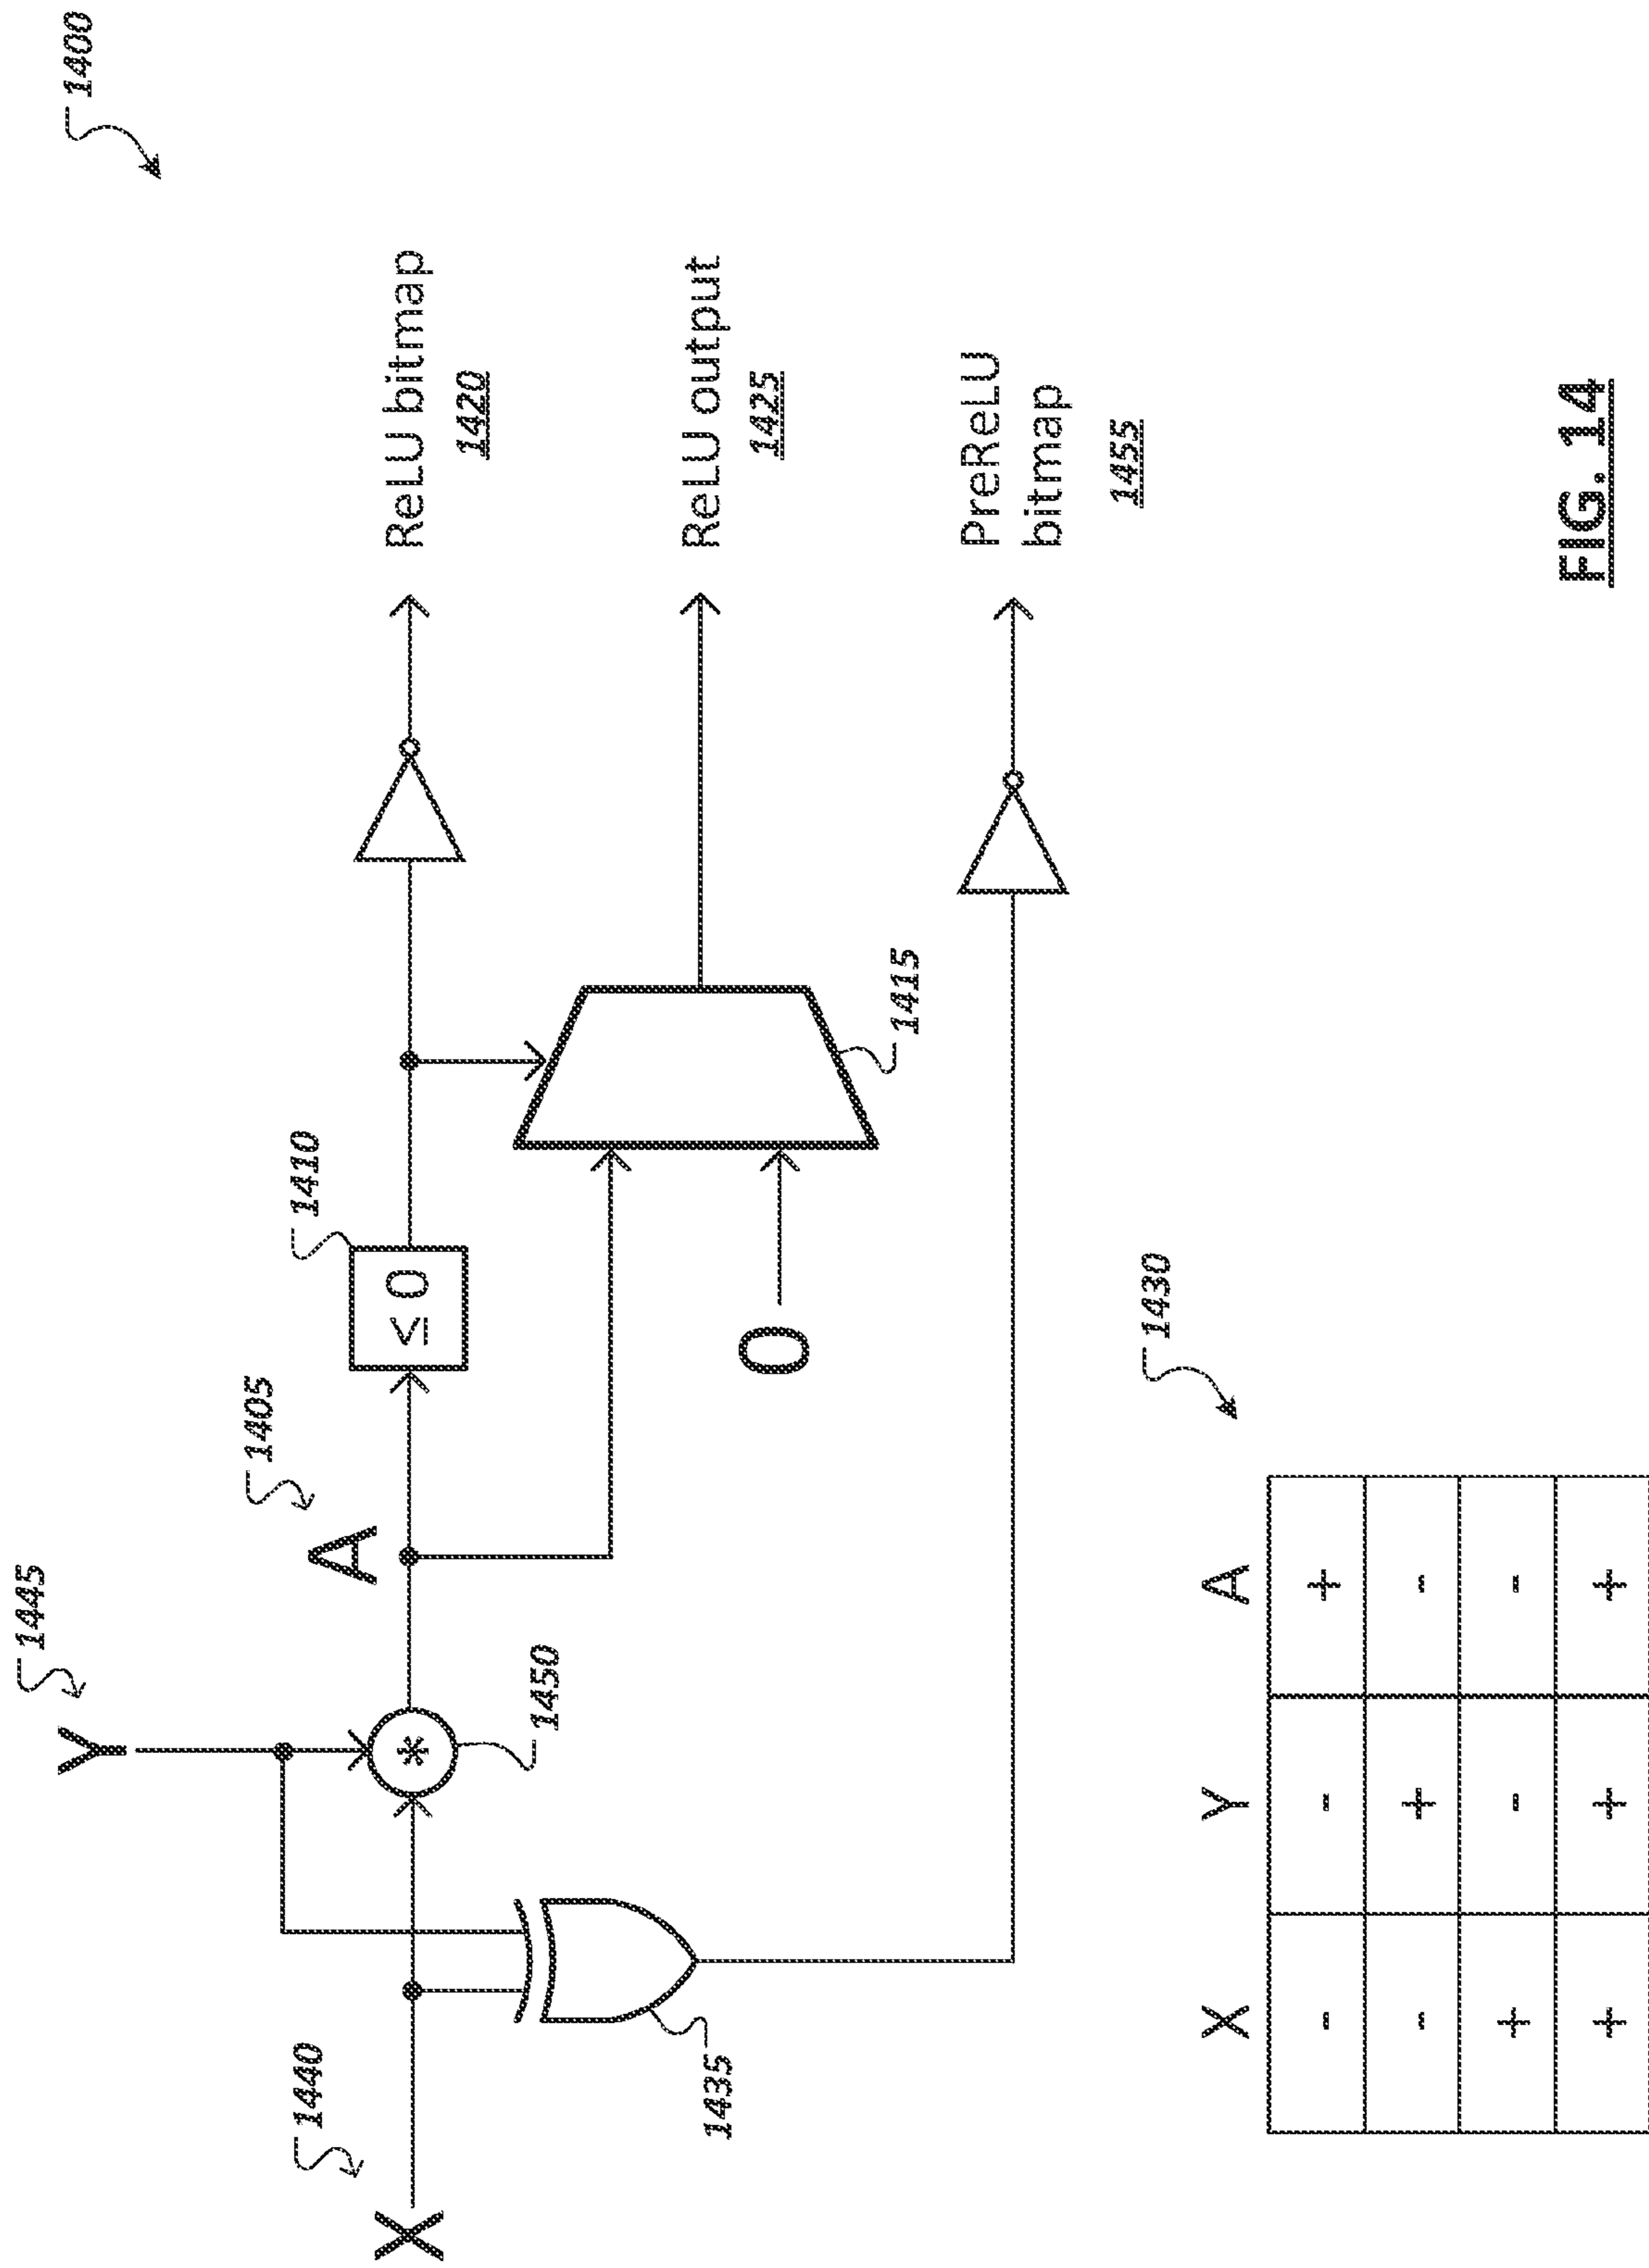 1400
Y 1445
A 1405
1410
≤ 0
X 1440
*
1450
ReLU bitmap
1420
ReLU output
1425
0
1415
1435
PreReLU
bitmap
1455
1430
X Y A
- - +
- + -
+ - -
+ + +
FIG. 14